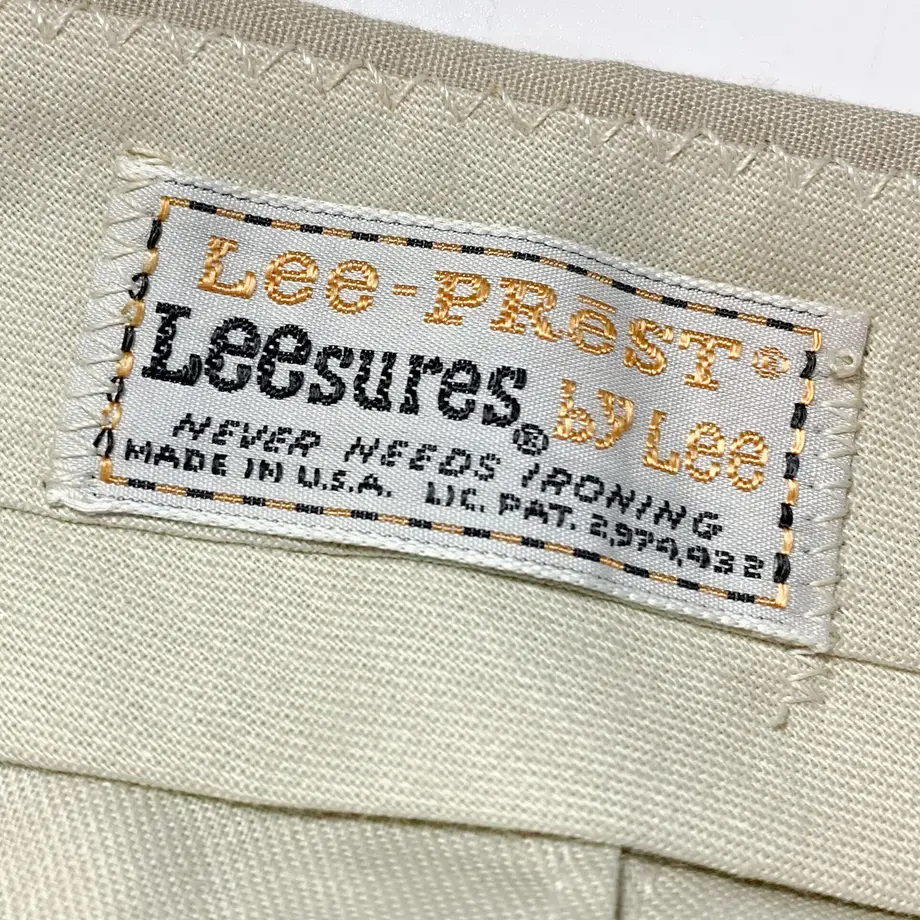 Lee-PRēST®
Leesures® by Lee
NEVER NEEDS IRONING
MADE IN U.S.A. LIC. PAT. 2,974,432